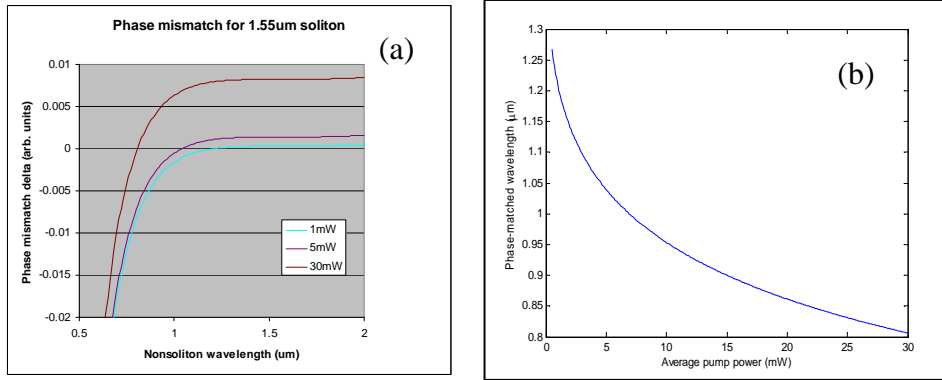 Phase mismatch for 1.55um soliton
(a)
Phase mismatch delta (arb. units)
0.01
0.005
0
-0.005
-0.01
-0.015
-0.02
1mW
5mW
30mW
0.5
1
1.5
2
Nonsoliton wavelength (um)
(b)
Phase-matched wavelength (μm)
1.3
1.25
1.2
1.15
1.1
1.05
1
0.95
0.9
0.85
0.8
0
5
10
15
20
25
30
Average pump power (mW)